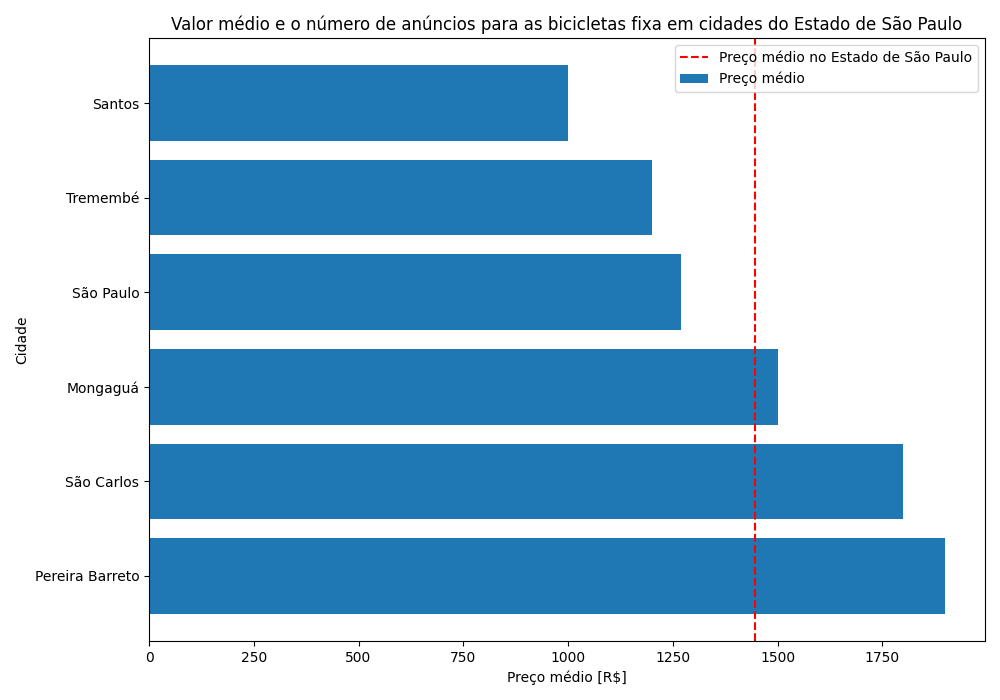 Valor médio e o número de anúncios para as bicicletas fixa em cidades do Estado de São Paulo
Preço médio no Estado de São Paulo
Preço médio
Cidade
Santos
Tremembé
São Paulo
Mongaguá
São Carlos
Pereira Barreto
0 250 500 750 1000 1250 1500 1750
Preço médio [R$]